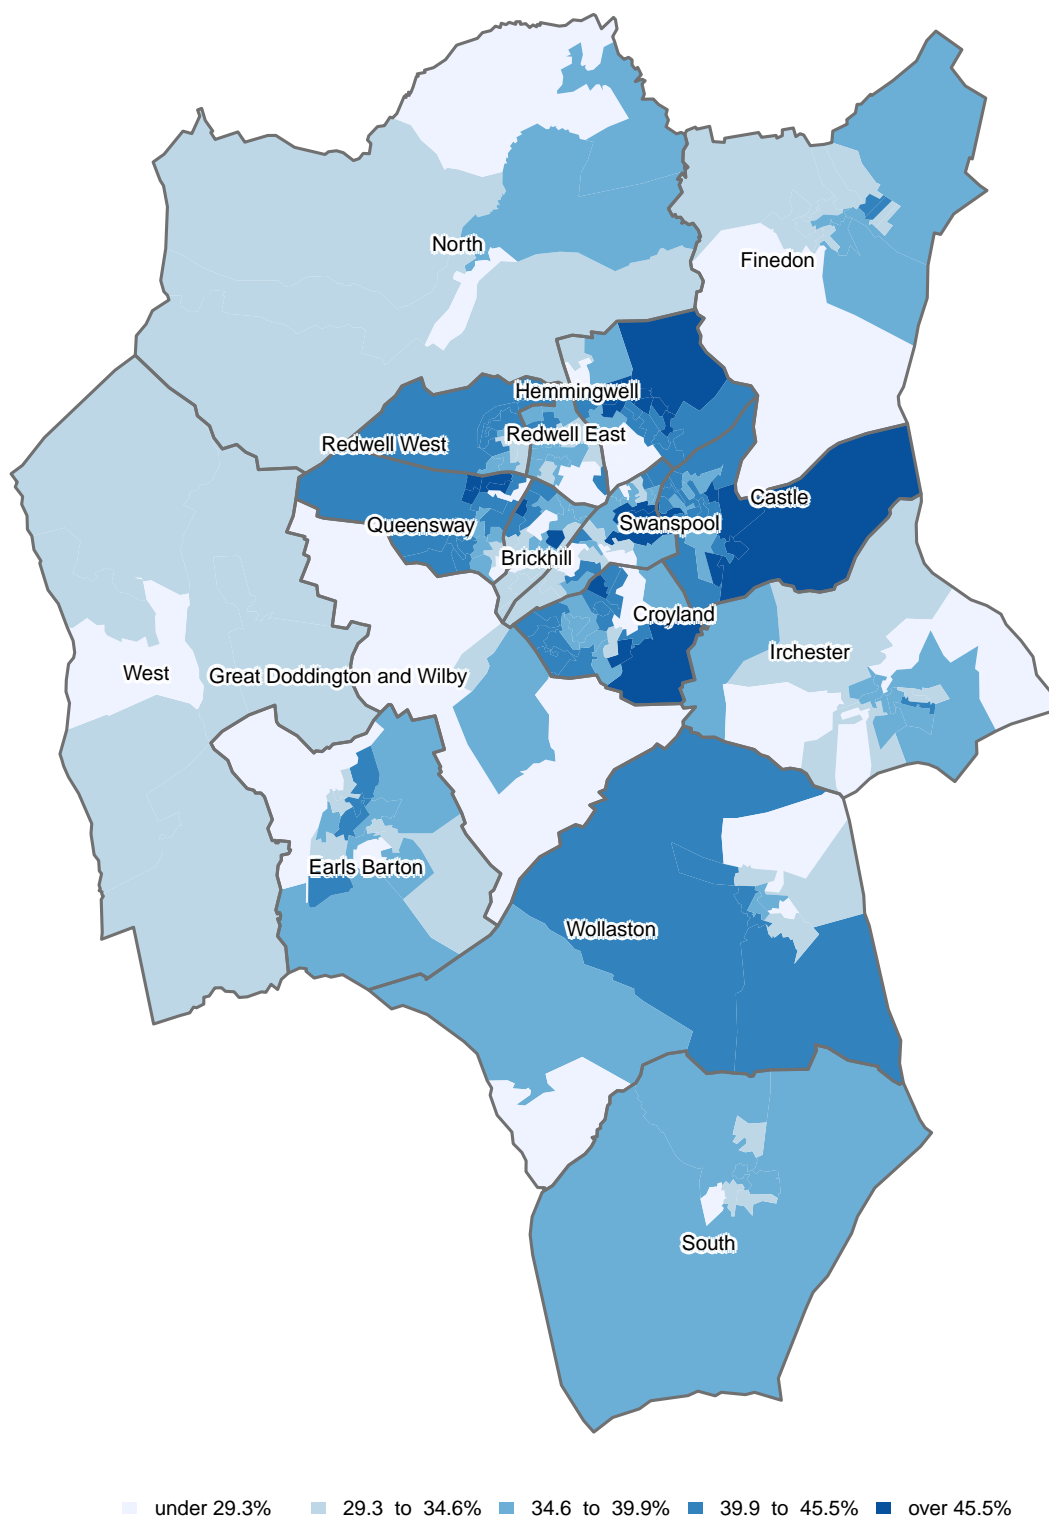 North
Finedon
Hemmingwell
Redwell East
Redwell West
Castle
Swanspool
Queensway
Brickhill
Croyland
Irchester
West
Great Doddington and Wilby
Earls Barton
Wollaston
South
under 29.3%
29.3 to 34.6%
34.6 to 39.9%
39.9 to 45.5%
over 45.5%